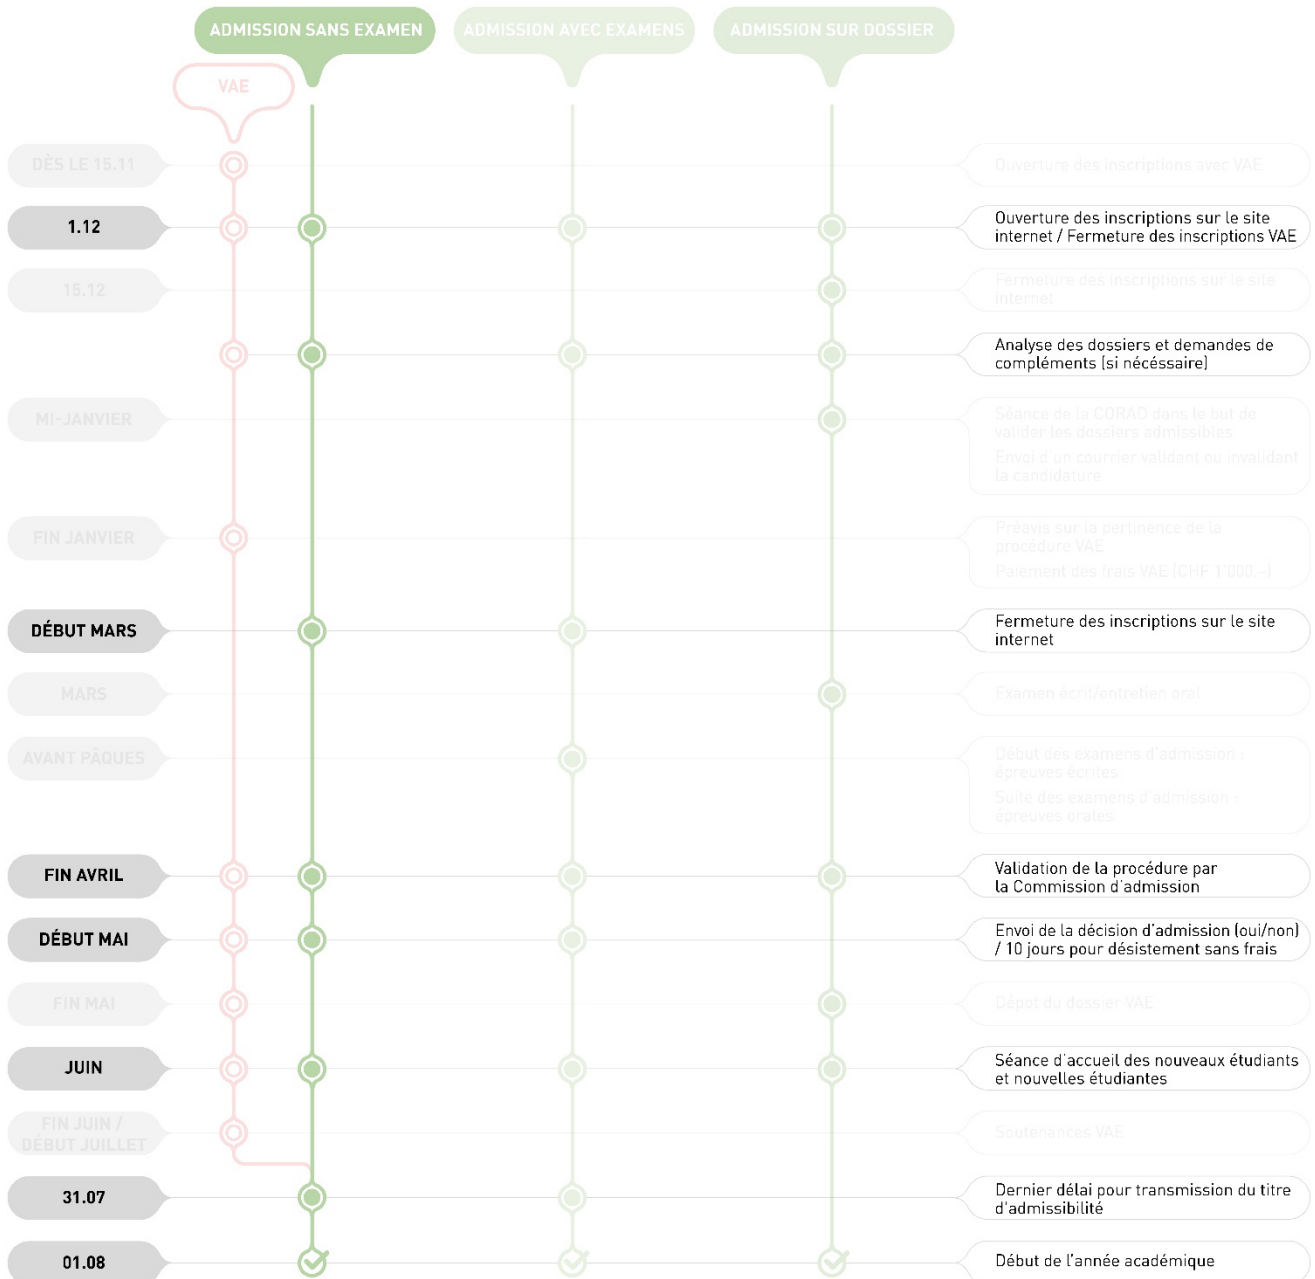 ADMISSION SANS EXAMEN
ADMISSION AVEC EXAMENS
ADMISSION SUR DOSSIER
VAE
DÈS LE 15.11
Ouverture des inscriptions avec VAE
1.12
Ouverture des inscriptions sur le site
internet / Fermeture des inscriptions VAE
15.12
Fermeture des inscriptions sur le site
internet
Analyse des dossiers et demandes de
compléments (si nécéssaire)
MI-JANVIER
Séance de la CORAD dans le but de
valider les dossiers admissibles
Envoi d'un courrier validant ou invalidant
la candidature
FIN JANVIER
Préavis sur la pertinence de la
procédure VAE
Paiement des frais VAE (CHF 1'000.-)
DÉBUT MARS
Fermeture des inscriptions sur le site
internet
MARS
Examen écrit/entretien oral
AVANT PÂQUES
Début des examens d'admission :
épreuves écrites
Suite des examens d'admission :
épreuves orales
FIN AVRIL
Validation de la procédure par
la Commission d'admission
DÉBUT MAI
Envoi de la décision d'admission (oui/non)
/ 10 jours pour désistement sans frais
FIN MAI
Dépot du dossier VAE
JUIN
Séance d'accueil des nouveaux étudiants
et nouvelles étudiantes
FIN JUIN /
DÉBUT JUILLET
Soutenances VAE
31.07
Dernier délai pour transmission du titre
d'admissibilité
01.08
Début de l'année académique